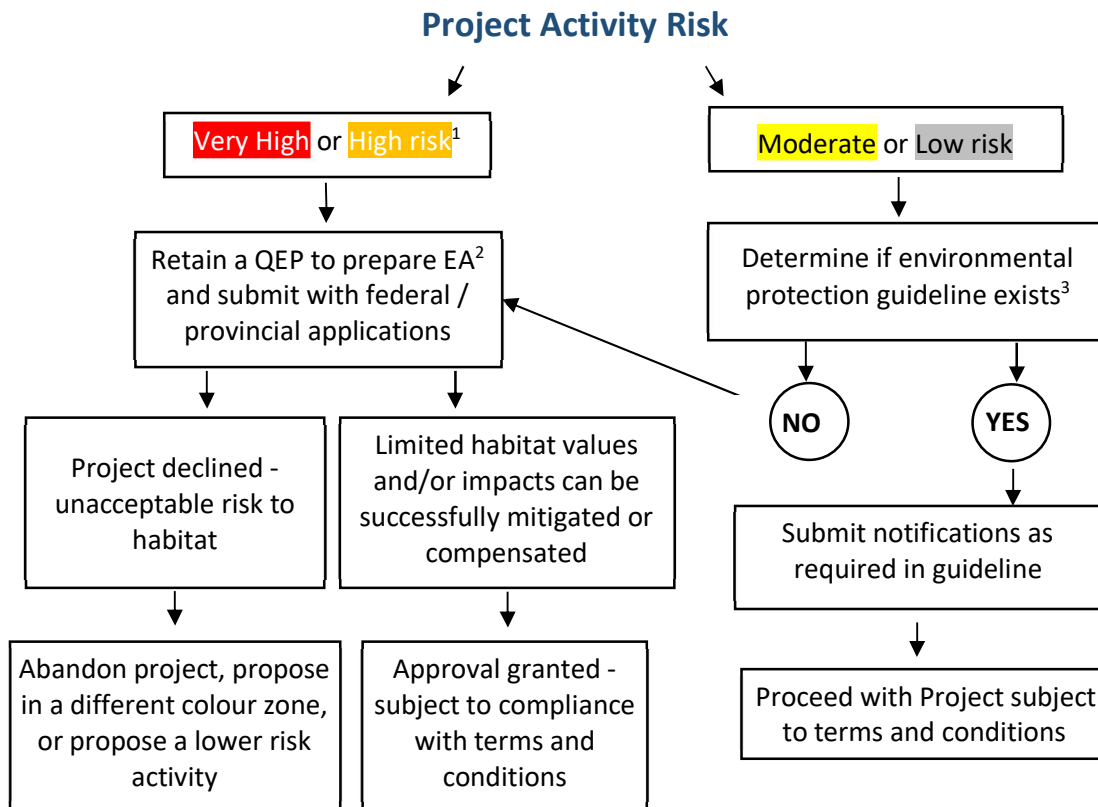 Project Activity Risk
Very High or High risk1
Moderate or Low risk
Retain a QEP to prepare EA2
and submit with federal /
provincial applications
Determine if environmental
protection guideline exists3
NO
YES
Project declined -
unacceptable risk to
habitat
Limited habitat values
and/or impacts can be
successfully mitigated or
compensated
Submit notifications as
required in guideline
Abandon project, propose
in a different colour zone,
or propose a lower risk
activity
Approval granted -
subject to compliance
with terms and
conditions
Proceed with Project subject
to terms and conditions